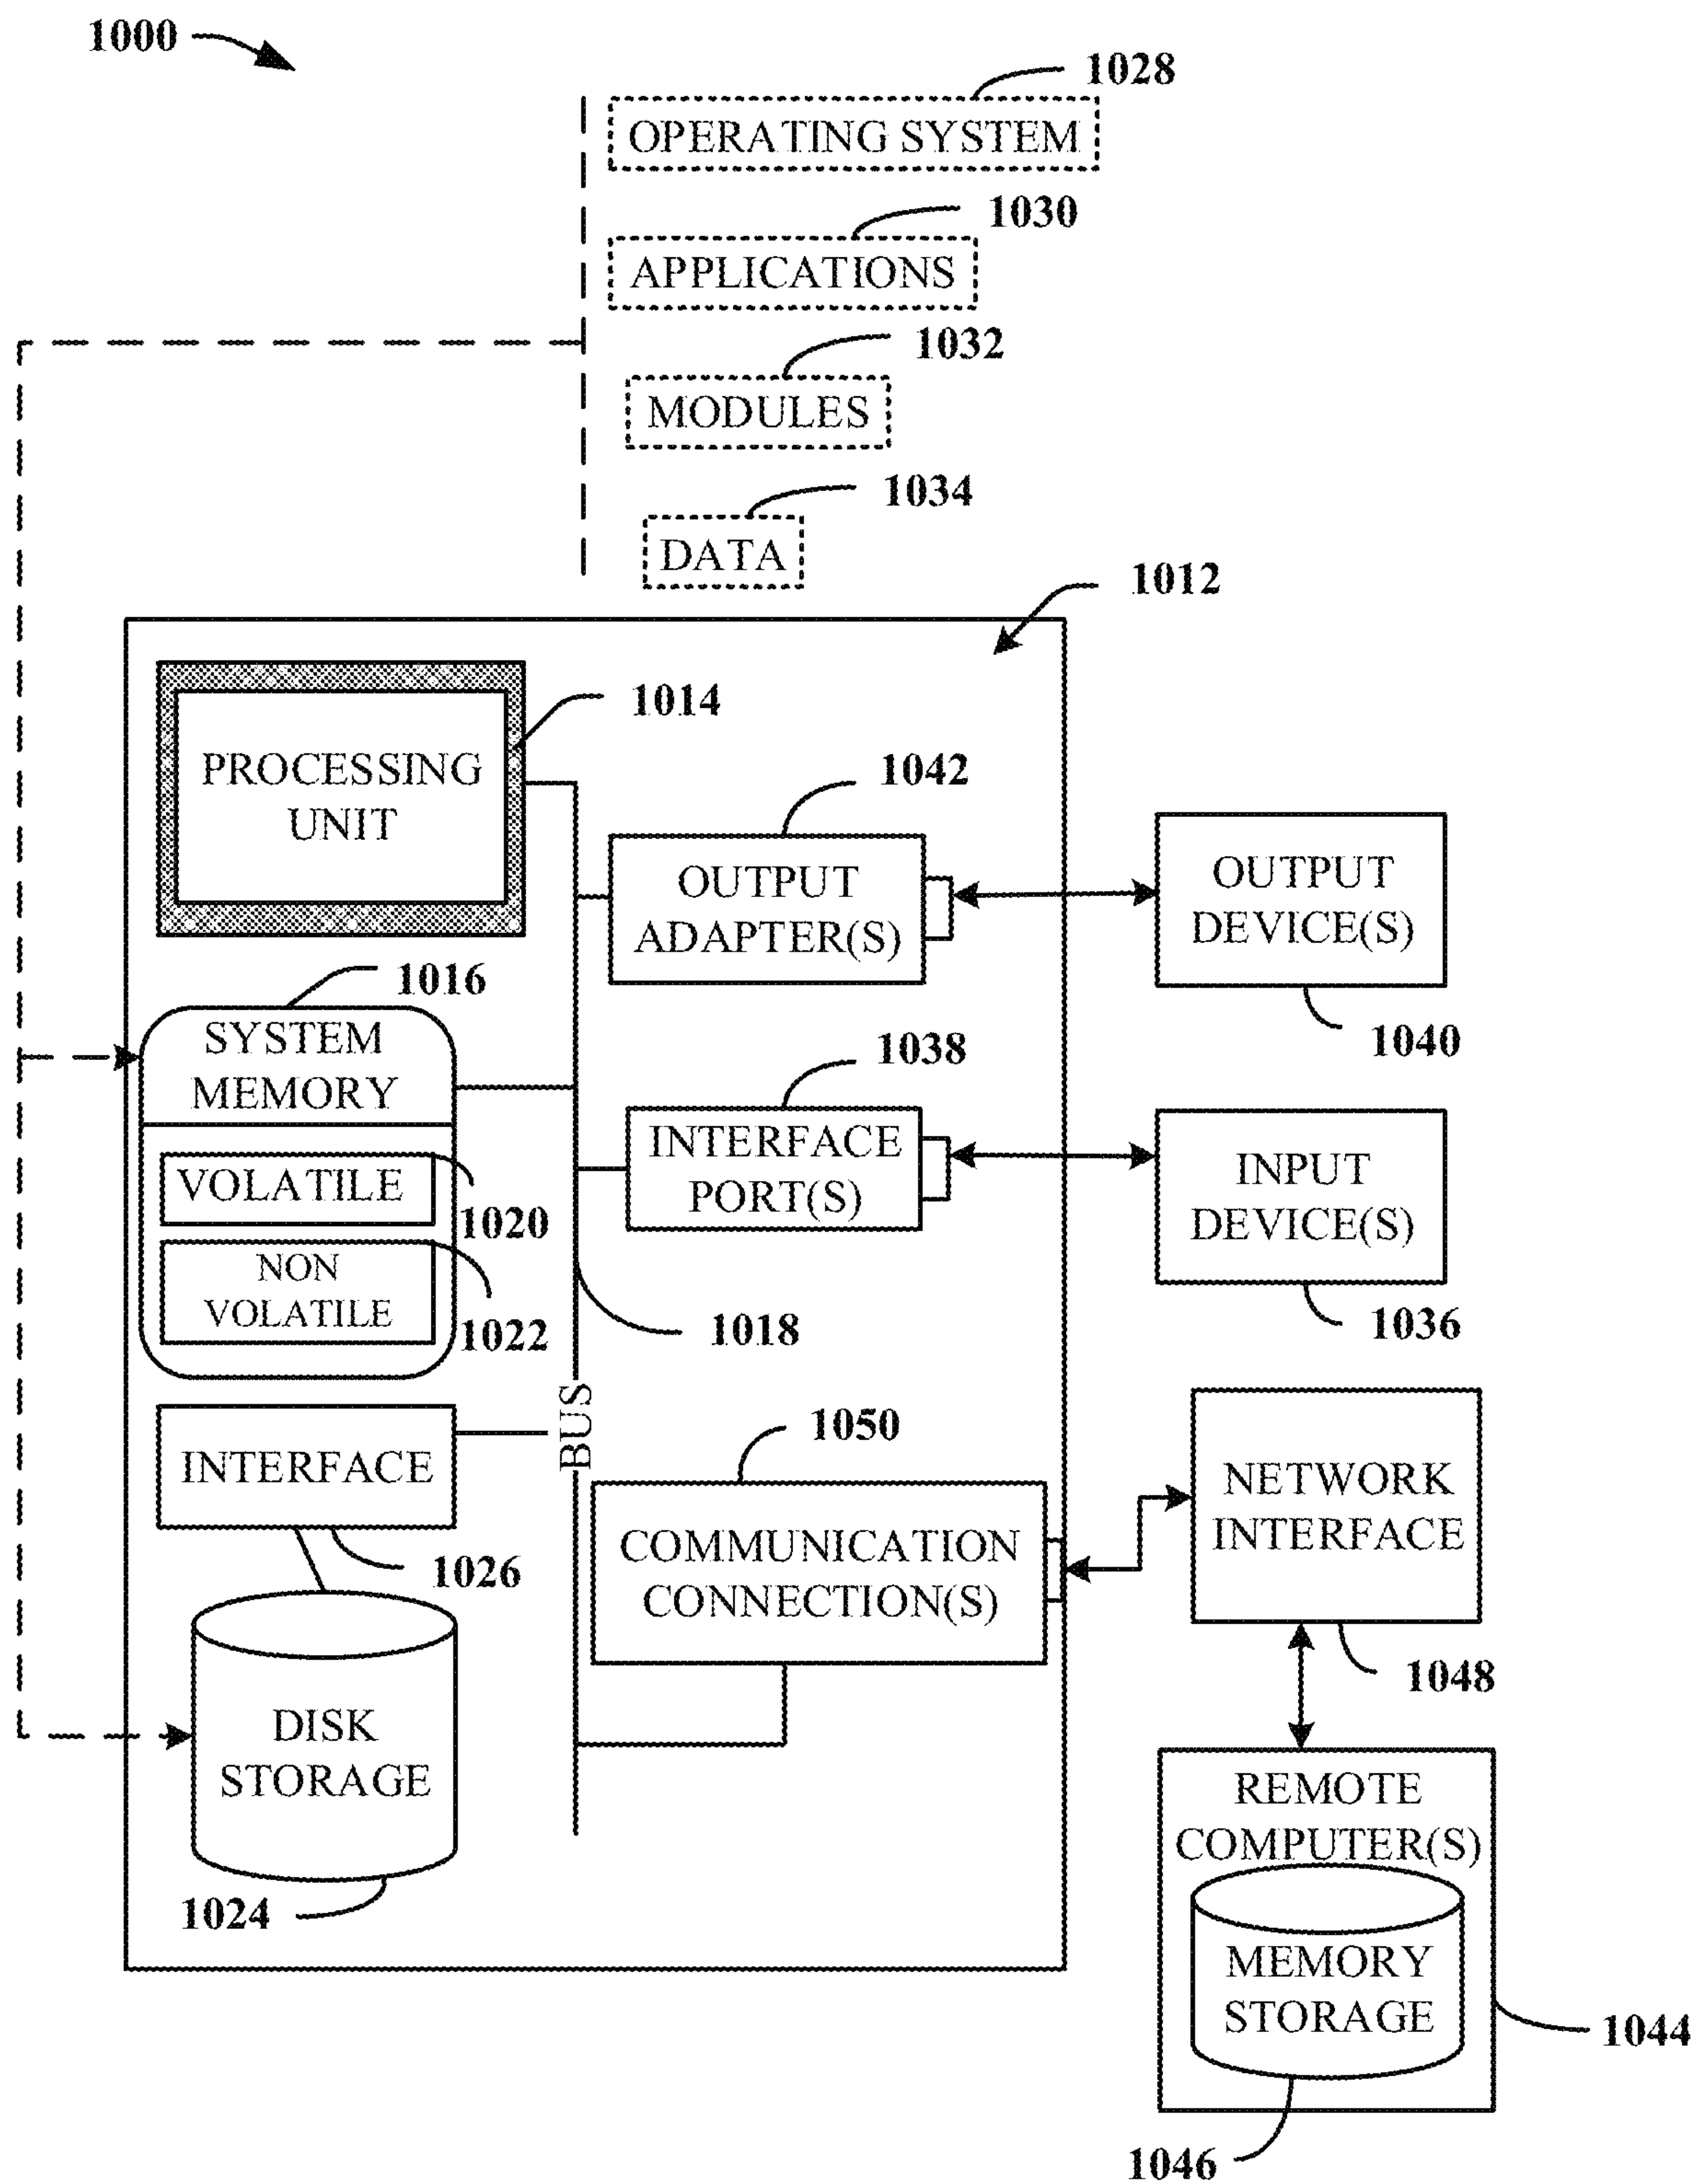 1000
1028
OPERATING SYSTEM
1030
APPLICATIONS
1032
MODULES
1034
DATA
1012
PROCESSING
UNIT
1014
1042
OUTPUT
ADAPTER(S)
OUTPUT
DEVICE(S)
1040
1016
SYSTEM
MEMORY
VOLATILE
1020
NON
VOLATILE
1022
1038
INTERFACE
PORT(S)
INPUT
DEVICE(S)
1036
1018
BUS
INTERFACE
1026
1050
COMMUNICATION
CONNECTION(S)
NETWORK
INTERFACE
1048
DISK
STORAGE
1024
REMOTE
COMPUTER(S)
MEMORY
STORAGE
1044
1046